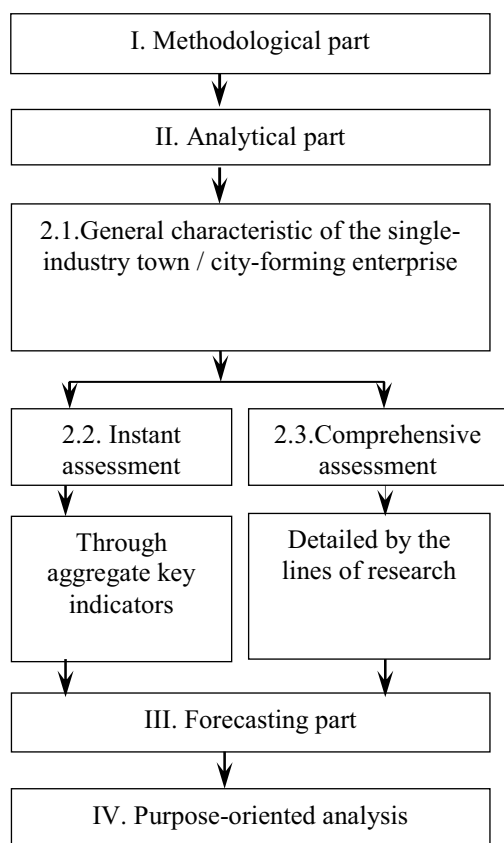 I. Methodological part
II. Analytical part
2.1.General characteristic of the single-
industry town / city-forming enterprise
2.2. Instant
assessment
2.3.Comprehensive
assessment
Through
aggregate key
indicators
Detailed by the
lines of research
III. Forecasting part
IV. Purpose-oriented analysis